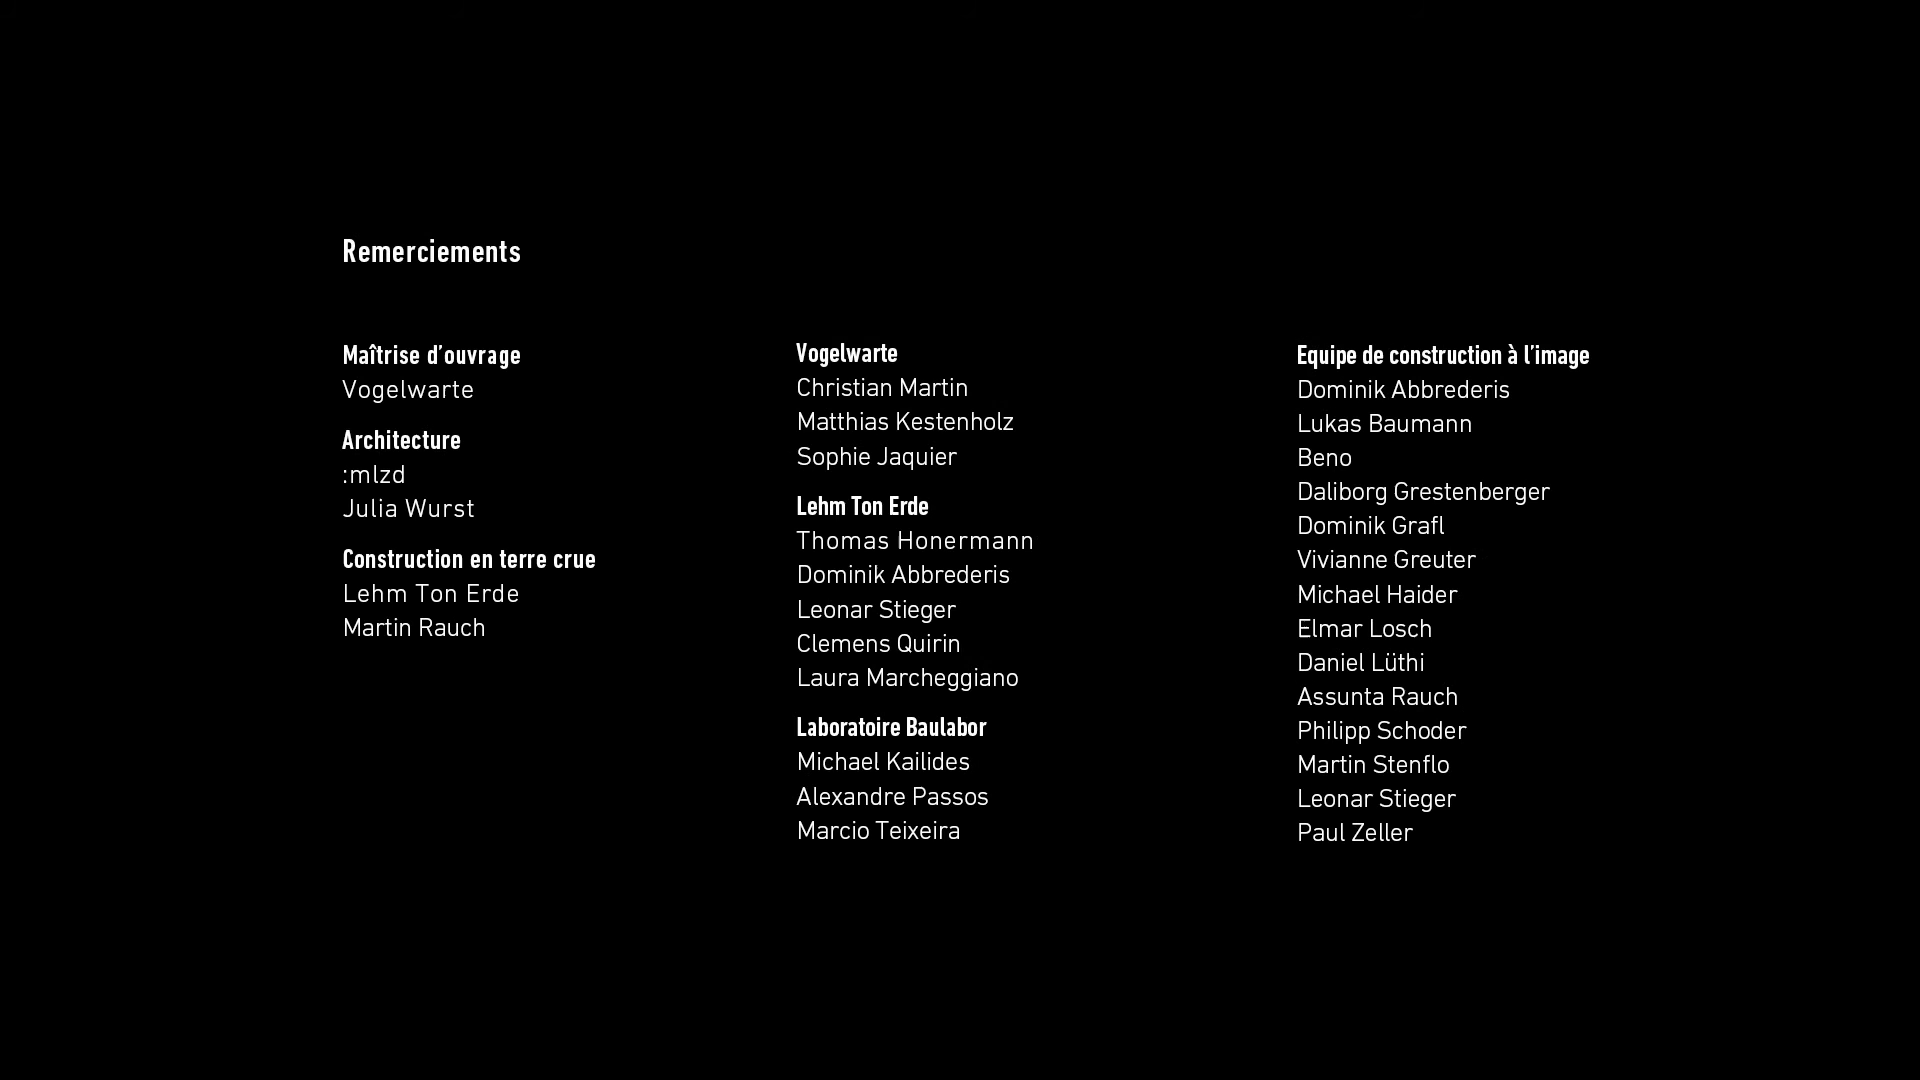 Remerciements
Maîtrise d’ouvrage
Vogelwarte
Architecture
:mlzd
Julia Wurst
Construction en terre crue
Lehm Ton Erde
Martin Rauch
Vogelwarte
Christian Martin
Matthias Kestenholz
Sophie Jaquier
Lehm Ton Erde
Thomas Honermann
Dominik Abbrederis
Leonar Stieger
Clemens Quirin
Laura Marcheggiano
Laboratoire Baulabor
Michael Kailides
Alexandre Passos
Marcio Teixeira
Equipe de construction à l’image
Dominik Abbrederis
Lukas Baumann
Beno
Daliborg Grestenberger
Dominik Grafl
Vivianne Greuter
Michael Haider
Elmar Losch
Daniel Lüthi
Assunta Rauch
Philipp Schoder
Martin Stenflo
Leonar Stieger
Paul Zeller